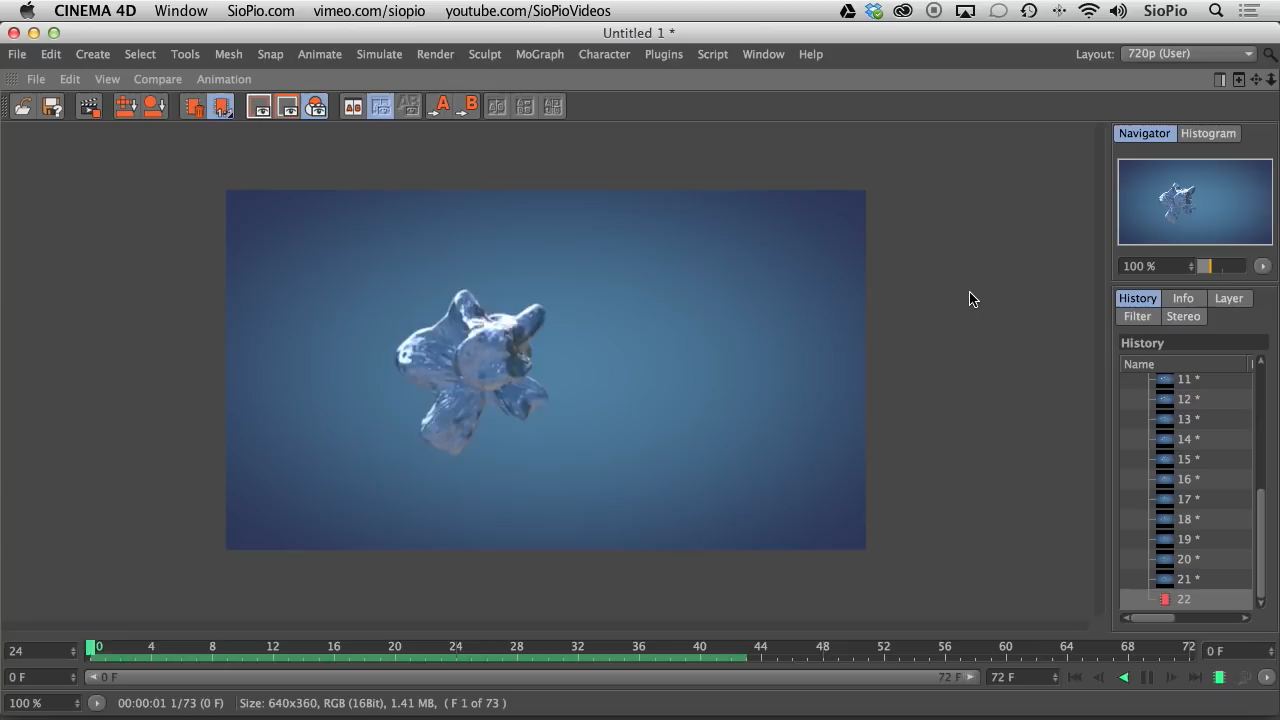 CINEMA 4D Window SioPio.com vimeo.com/siopio youtube.com/SioPioVideos SioPio
Untitled 1 *
File Edit Create Select Tools Mesh Snap Animate Simulate Render Sculpt MoGraph Character Plugins Script Window Help Layout: 720p (User)
File Edit View Compare Animation
A B AB A B
Navigator Histogram
100 %
History Info Layer
Filter Stereo
History
Name
11 *
12 *
13 *
14 *
15 *
16 *
17 *
18 *
19 *
20 *
21 *
22
24 0 4 8 12 16 20 24 28 32 36 40 44 48 52 56 60 64 68 72 0 F
0 F 0 F 72 F 72 F
100 % 00:00:01 1/73 (0 F) Size: 640x360, RGB (16Bit), 1.41 MB, ( F 1 of 73 )